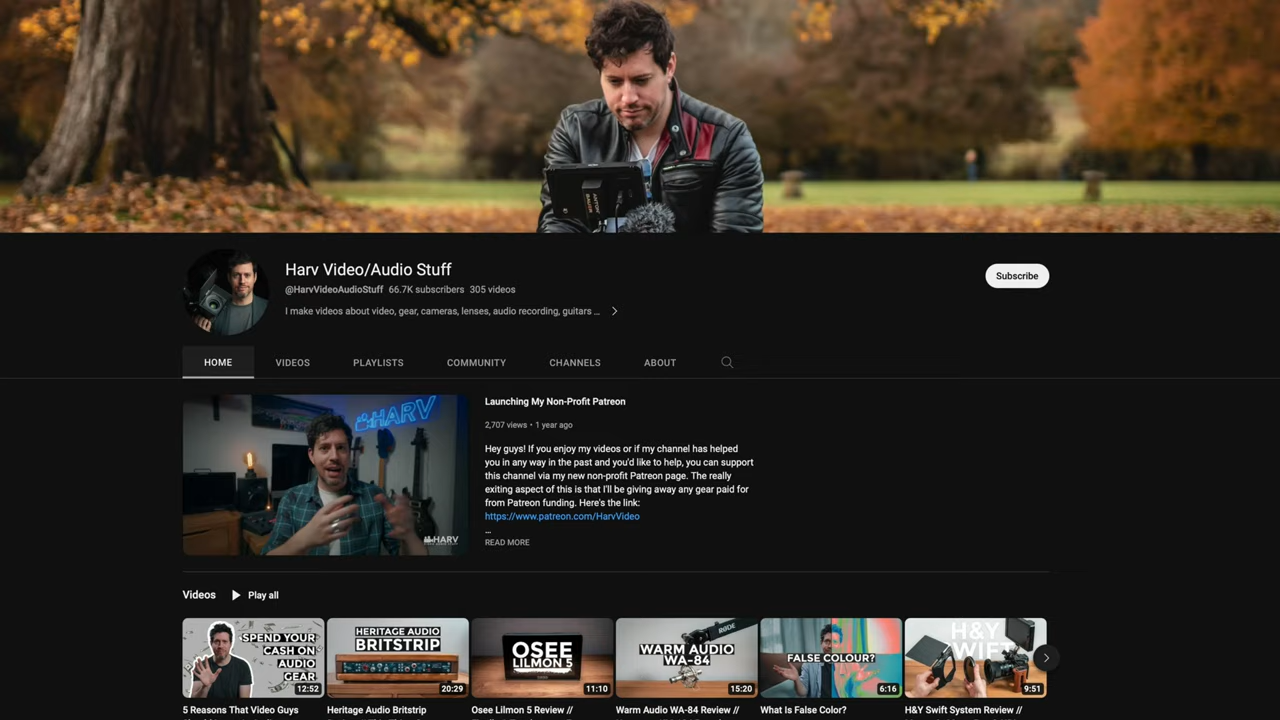 Harv Video/Audio Stuff
@HarvVideoAudioStuff 66.7K subscribers 305 videos
I make videos about video, gear, cameras, lenses, audio recording, guitars ...
Subscribe
HOME VIDEOS PLAYLISTS COMMUNITY CHANNELS ABOUT
HARV
HARV
Launching My Non-Profit Patreon
2,707 views • 1 year ago
Hey guys! If you enjoy my videos or if my channel has helped
you in any way in the past and you'd like to help, you can support
this channel via my new non-profit Patreon page. The really
exiting aspect of this is that I'll be giving away any gear paid for
from Patreon funding. Here's the link:
https://www.patreon.com/HarvVideo
...
READ MORE
Videos Play all
SPEND YOUR
CASH ON
AUDIO
GEAR
12:52
HERITAGE AUDIO
BRITSTRIP
20:29
OSEE
LILMON 5
11:10
RODE
WARM AUDIO
WA-84
15:20
FALSE COLOUR?
6:16
H&Y
SWIFT
9:51
5 Reasons That Video Guys
Heritage Audio Britstrip
Osee Lilmon 5 Review //
Warm Audio WA-84 Review //
What Is False Color?
H&Y Swift System Review //